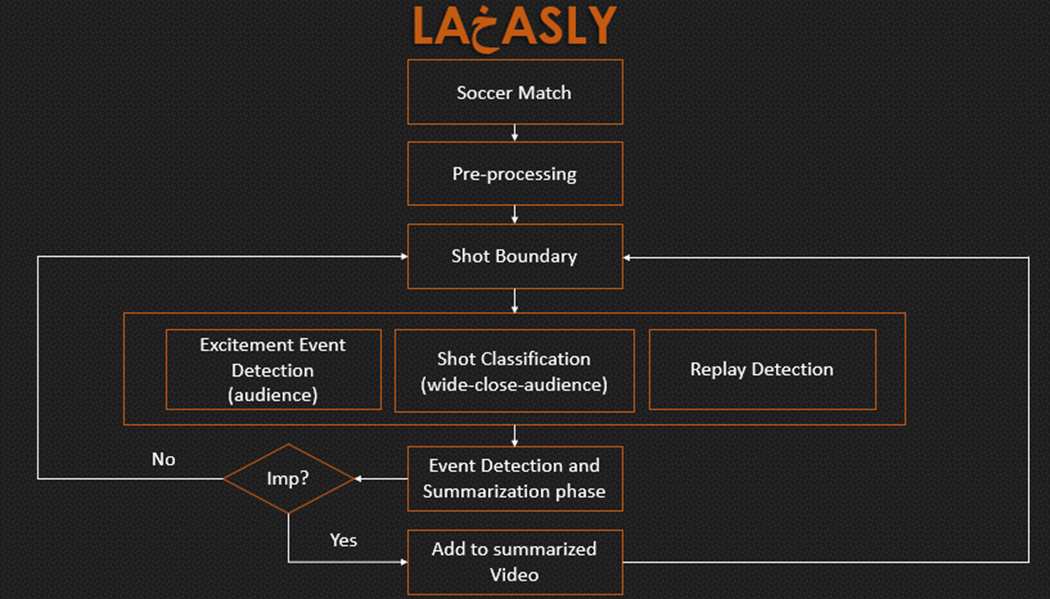 LAخASLY
Soccer Match
Pre-processing
Shot Boundary
Excitement Event
Detection
(audience)
Shot Classification
(wide-close-audience)
Replay Detection
Event Detection and
Summarization phase
Imp?
No
Yes
Add to summarized
Video